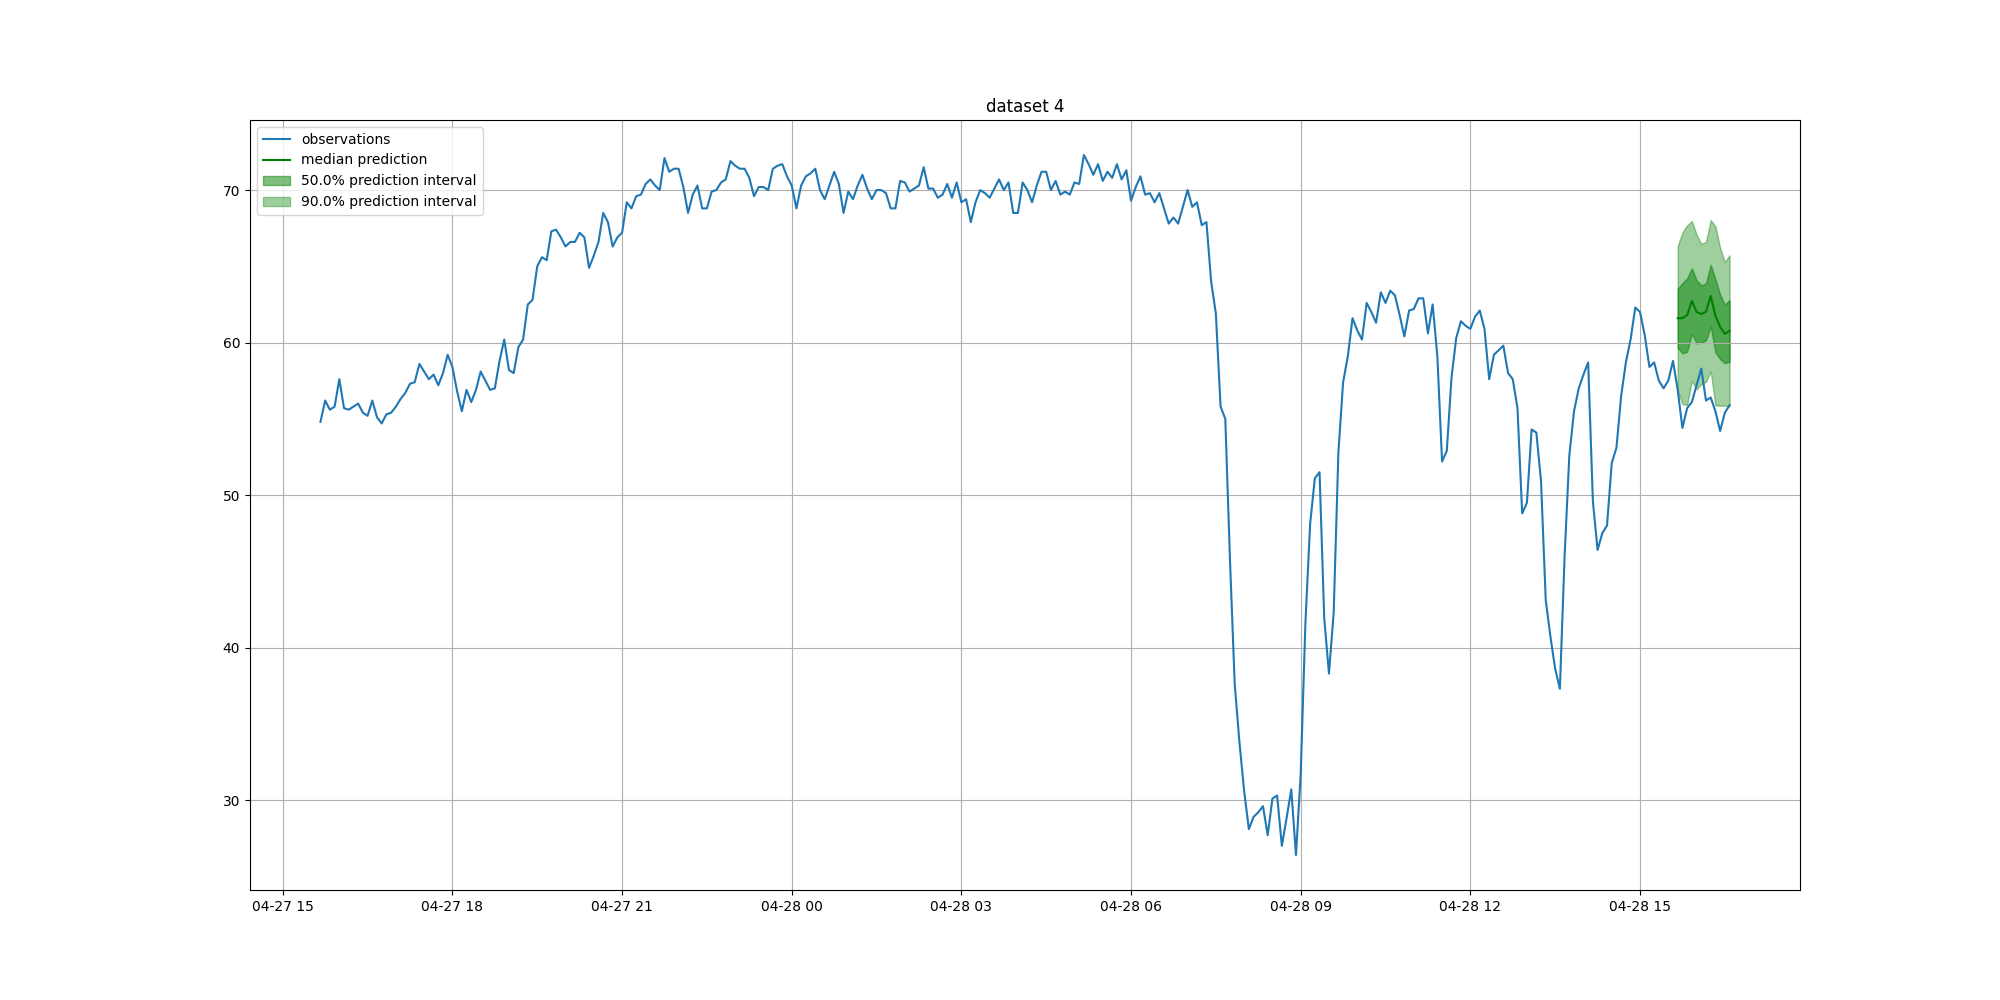 dataset 4
observations
median prediction
50.0% prediction interval
90.0% prediction interval
70
60
50
40
30
04-27 15
04-27 18
04-27 21
04-28 00
04-28 03
04-28 06
04-28 09
04-28 12
04-28 15